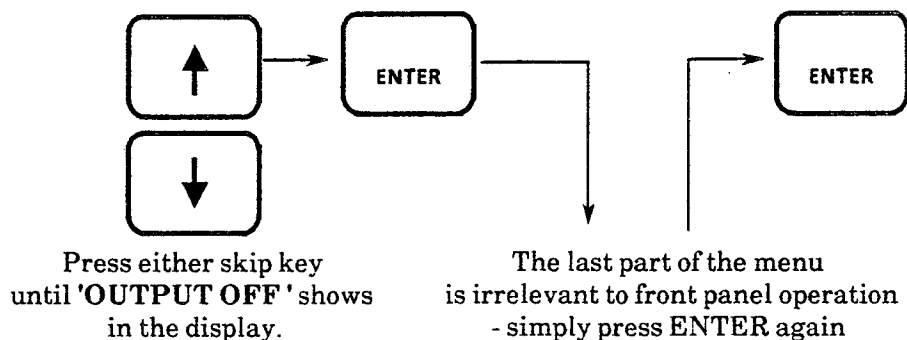 ENTER
ENTER
Press either skip key
until 'OUTPUT OFF ' shows
in the display.
The last part of the menu
is irrelevant to front panel operation
- simply press ENTER again